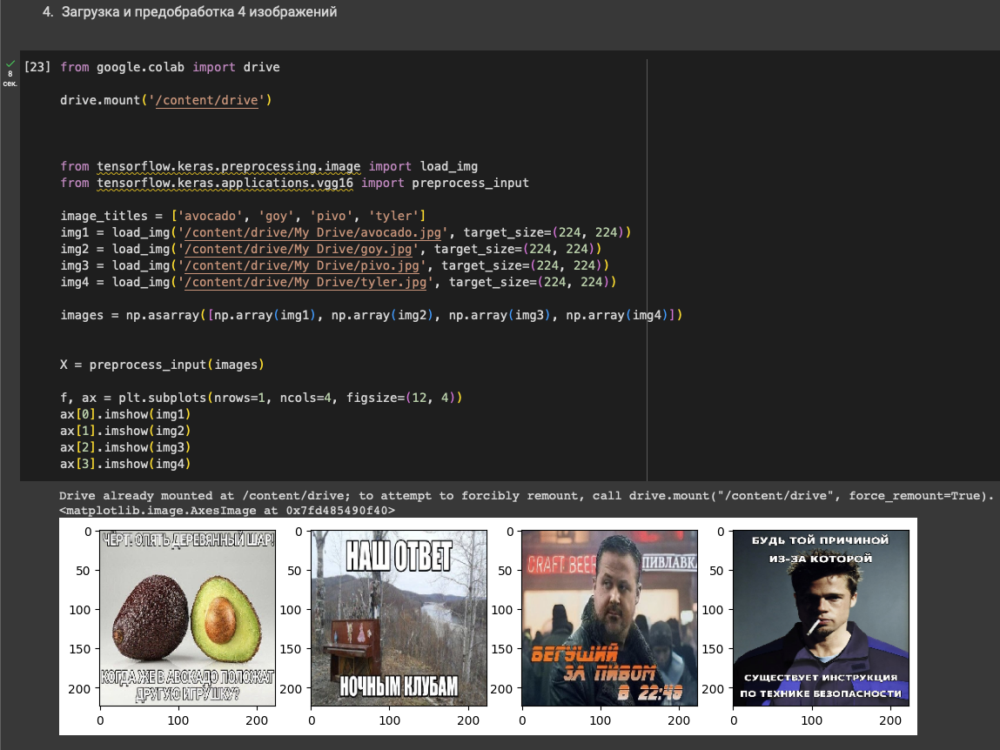 4. Загрузка и предобработка 4 изображений
8
сек.
[23] from google.colab import drive
drive.mount('/content/drive')
from tensorflow.keras.preprocessing.image import load_img
from tensorflow.keras.applications.vgg16 import preprocess_input
image_titles = ['avocado', 'goy', 'pivo', 'tyler']
img1 = load_img('/content/drive/My Drive/avocado.jpg', target_size=(224, 224))
img2 = load_img('/content/drive/My Drive/goy.jpg', target_size=(224, 224))
img3 = load_img('/content/drive/My Drive/pivo.jpg', target_size=(224, 224))
img4 = load_img('/content/drive/My Drive/tyler.jpg', target_size=(224, 224))
images = np.asarray([np.array(img1), np.array(img2), np.array(img3), np.array(img4)])
X = preprocess_input(images)
f, ax = plt.subplots(nrows=1, ncols=4, figsize=(12, 4))
ax[0].imshow(img1)
ax[1].imshow(img2)
ax[2].imshow(img3)
ax[3].imshow(img4)
Drive already mounted at /content/drive; to attempt to forcibly remount, call drive.mount("/content/drive", force_remount=True).
<matplotlib.image.AxesImage at 0x7fd485490f40>
0
50
100
150
200
ЧЁРТ! ОПЯТЬ ДЕРЕВЯННЫЙ ШАР!
КОГДА ЖЕ В АВОКАДО ПОЛОЖАТ
ДРУГУЮ ИГРУШКУ?
0 100 200
0
50
100
150
200
НАШ ОТВЕТ
НОЧНЫМ КЛУБАМ
0 100 200
0
50
100
150
200
CRAFT BEER
ПИВЛАВКА
БЕГУЩИЙ
ЗА ПИВОМ
В 22:49
0 100 200
0
50
100
150
200
БУДЬ ТОЙ ПРИЧИНОЙ
ИЗ-ЗА КОТОРОЙ
СУЩЕСТВУЕТ ИНСТРУКЦИЯ
ПО ТЕХНИКЕ БЕЗОПАСНОСТИ
0 100 200